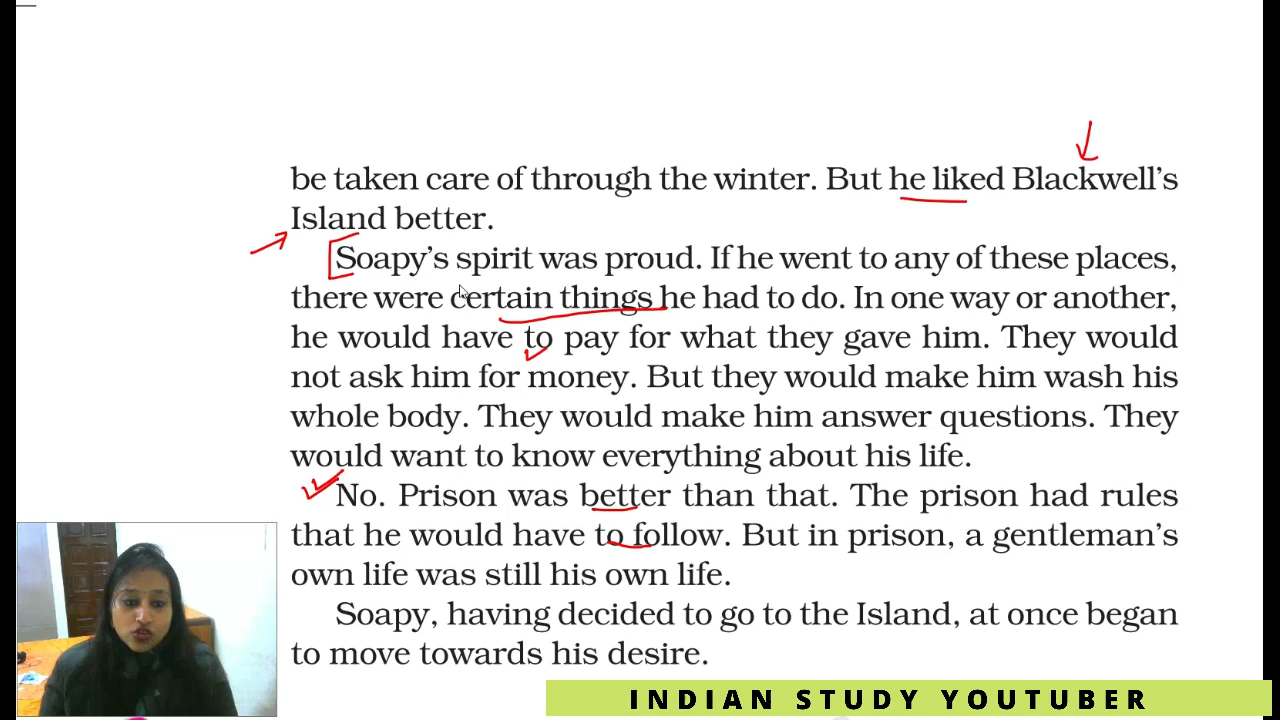 be taken care of through the winter. But he liked Blackwell’s
Island better.
Soapy’s spirit was proud. If he went to any of these places,
there were certain things he had to do. In one way or another,
he would have to pay for what they gave him. They would
not ask him for money. But they would make him wash his
whole body. They would make him answer questions. They
would want to know everything about his life.
No. Prison was better than that. The prison had rules
that he would have to follow. But in prison, a gentleman’s
own life was still his own life.
Soapy, having decided to go to the Island, at once began
to move towards his desire.
INDIAN STUDY YOUTUBER